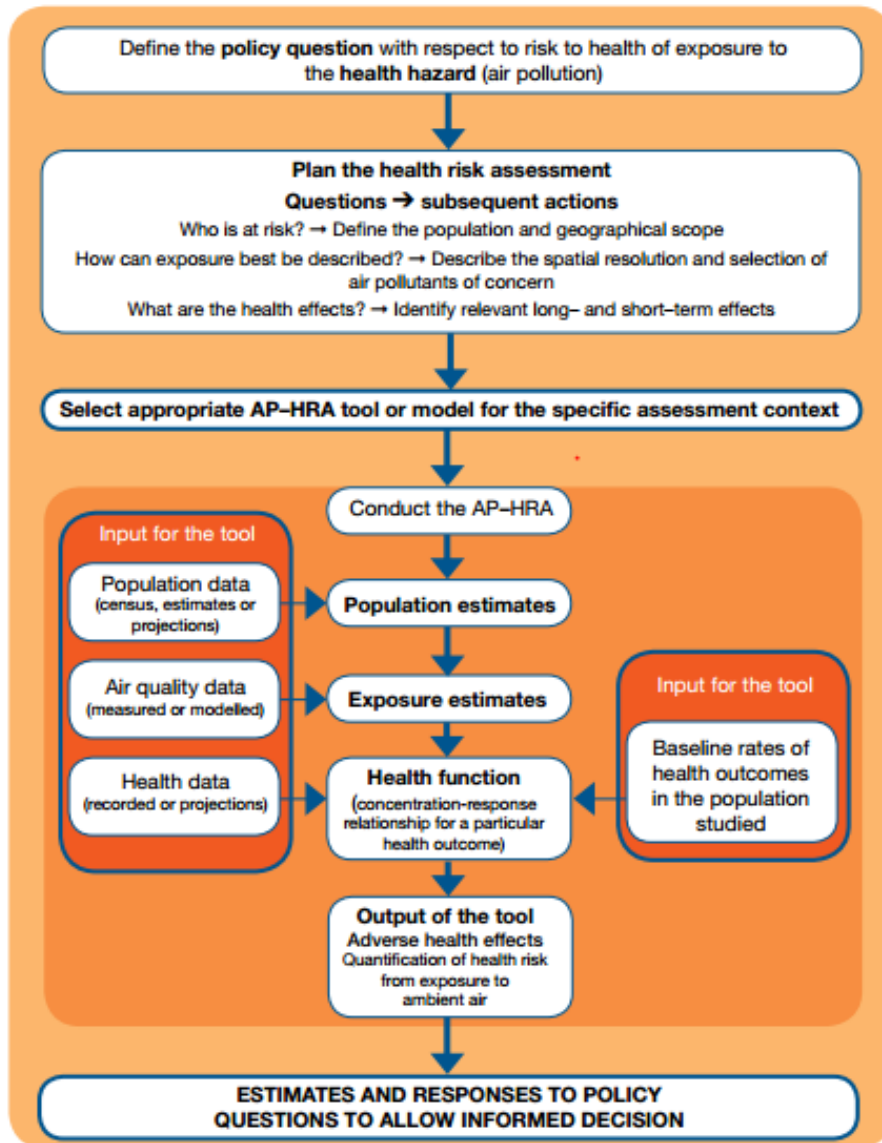 Define the policy question with respect to risk to health of exposure to
the health hazard (air pollution)
Plan the health risk assessment
Questions ➔ subsequent actions
Who is at risk? → Define the population and geographical scope
How can exposure best be described? → Describe the spatial resolution and selection of
air pollutants of concern
What are the health effects? → Identify relevant long– and short–term effects
Select appropriate AP–HRA tool or model for the specific assessment context
Conduct the AP–HRA
Input for the tool
Population data
(census, estimates or
projections)
Population estimates
Air quality data
(measured or modelled)
Exposure estimates
Health data
(recorded or projections)
Health function
(concentration-response
relationship for a particular
health outcome)
Input for the tool
Baseline rates of
health outcomes
in the population
studied
Output of the tool
Adverse health effects
Quantification of health risk
from exposure to
ambient air
ESTIMATES AND RESPONSES TO POLICY
QUESTIONS TO ALLOW INFORMED DECISION